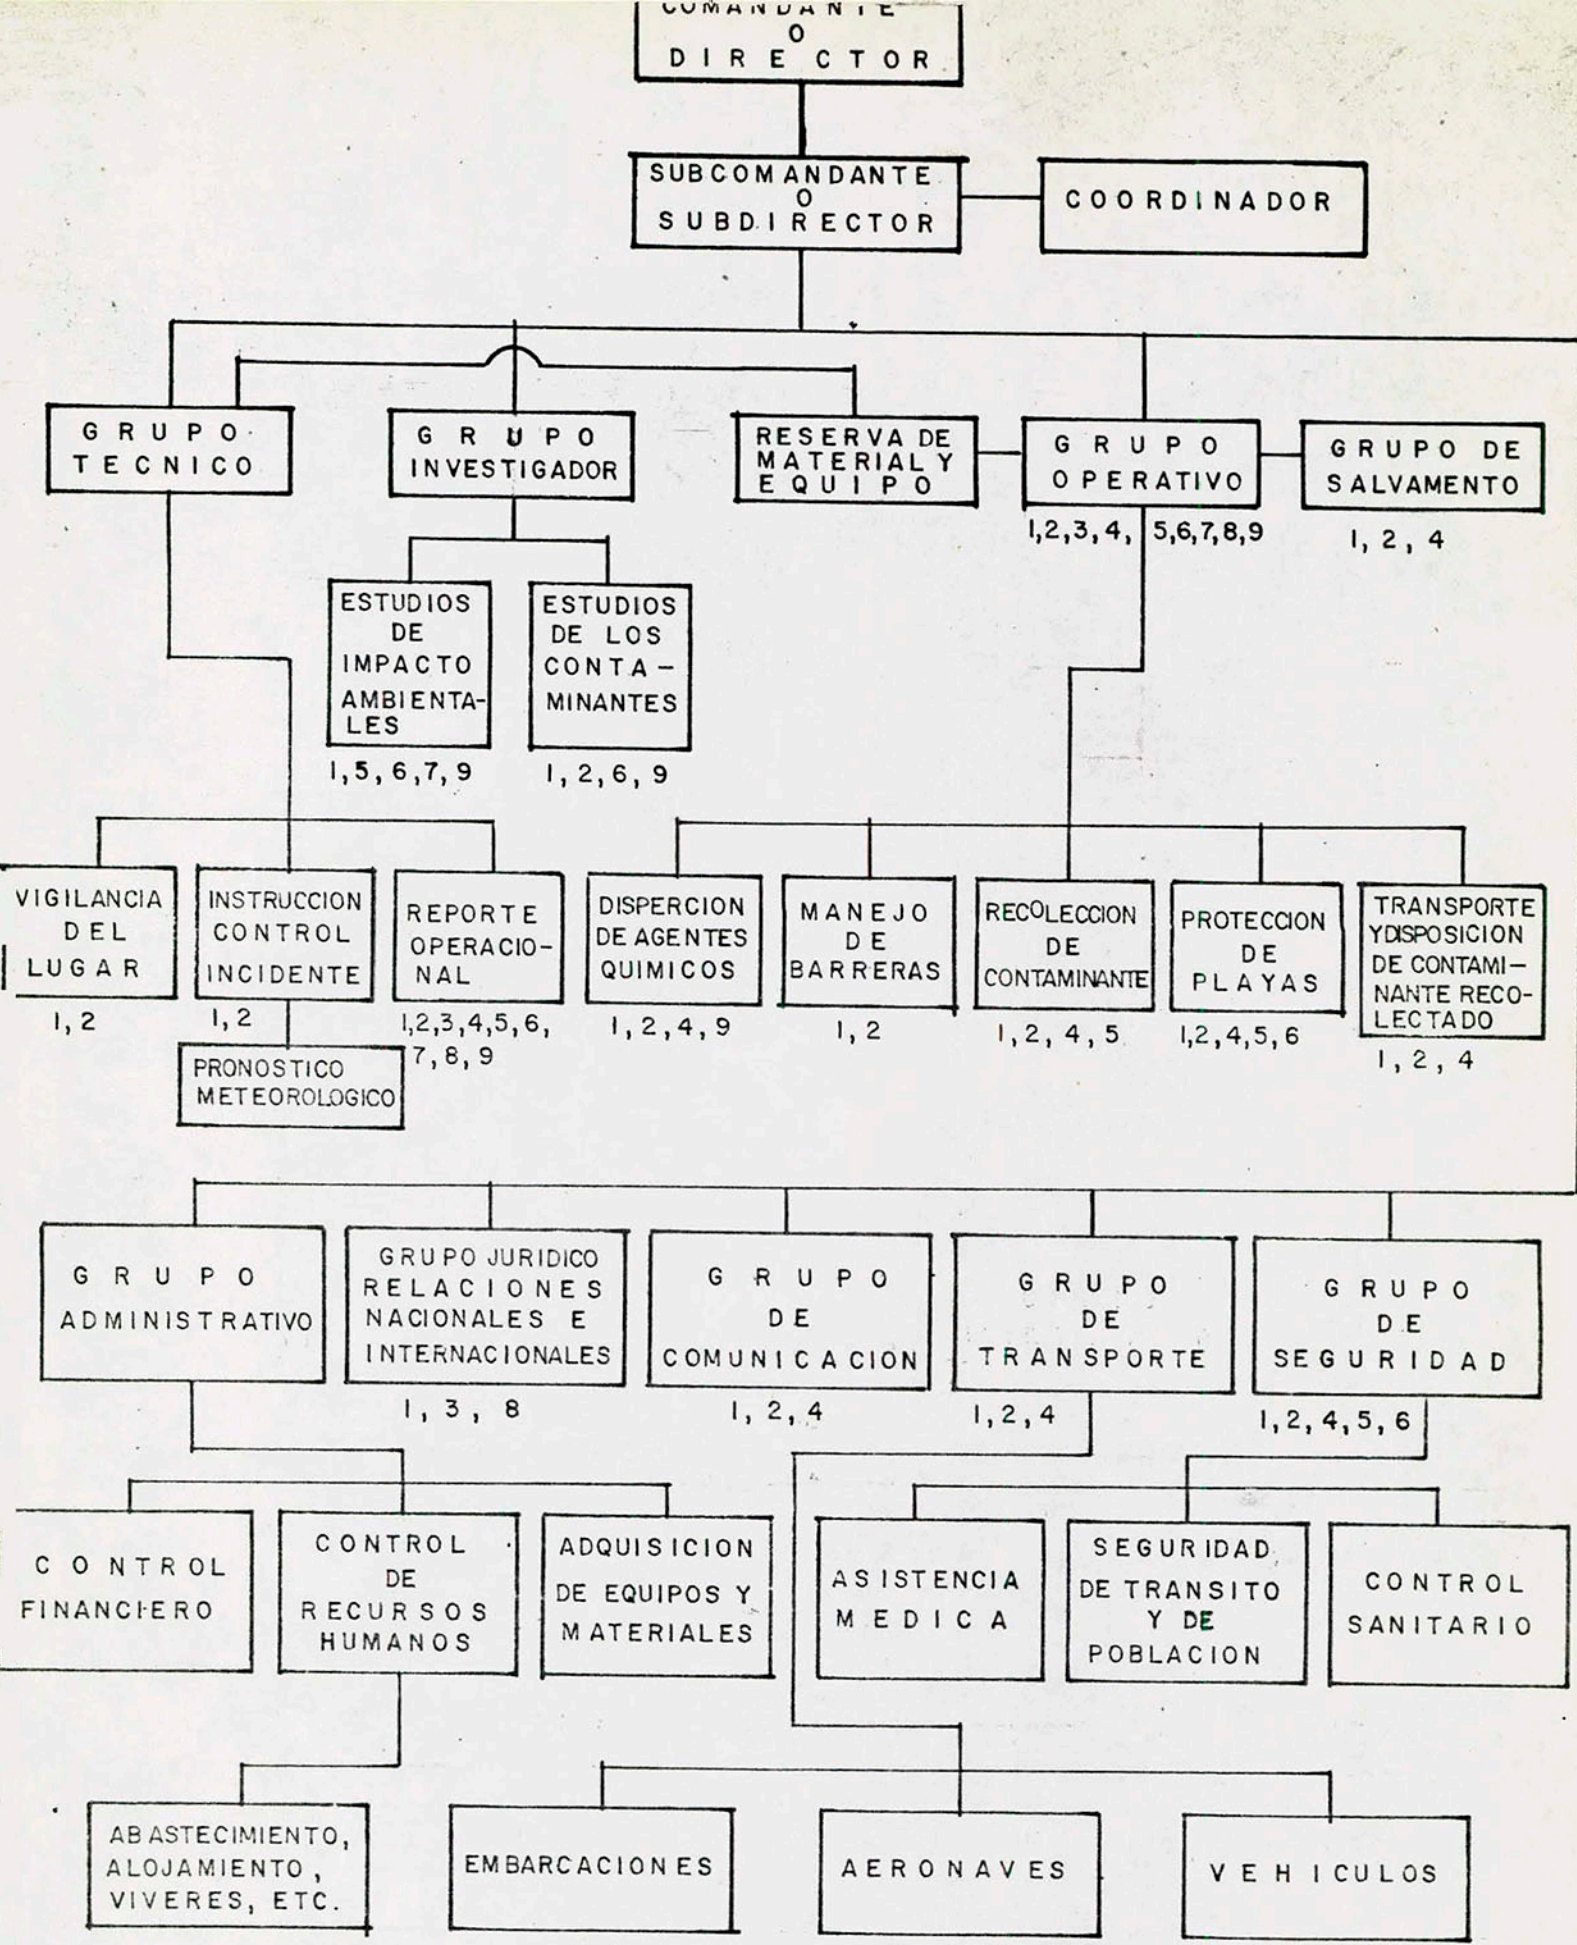 COMANDANTE
O
DIRECTOR
SUBCOMANDANTE
O
SUBDIRECTOR
COORDINADOR
GRUPO
TECNICO
GRUPO
INVESTIGADOR
RESERVA DE
MATERIAL Y
EQUIPO
GRUPO
OPERATIVO
1,2,3,4, 5,6,7,8,9
GRUPO DE
SALVAMENTO
1, 2, 4
ESTUDIOS
DE
IMPACTO
AMBIENTA-
LES
1, 5, 6, 7, 9
ESTUDIOS
DE LOS
CONTA-
MINANTES
1, 2, 6, 9
VIGILANCIA
DEL
LUGAR
1, 2
INSTRUCCION
CONTROL
INCIDENTE
1, 2
PRONOSTICO
METEOROLOGICO
REPORTE
OPERACIO-
NAL
1,2,3,4,5,6,
7, 8, 9
DISPERCION
DE AGENTES
QUIMICOS
1, 2, 4, 9
MANEJO
DE
BARRERAS
1, 2
RECOLECCION
DE
CONTAMINANTE
1, 2, 4, 5
PROTECCION
DE
PLAYAS
1,2,4,5,6
TRANSPORTE
Y DISPOSICION
DE CONTAMI-
NANTE RECO-
LECTADO
1, 2, 4
GRUPO
ADMINISTRATIVO
GRUPO JURIDICO
RELACIONES
NACIONALES E
INTERNACIONALES
1, 3, 8
GRUPO
DE
COMUNICACION
1, 2, 4
GRUPO
DE
TRANSPORTE
1, 2, 4
GRUPO
DE
SEGURIDAD
1, 2, 4, 5, 6
CONTROL
FINANCIERO
CONTROL
DE
RECURSOS
HUMANOS
ADQUISICION
DE EQUIPOS Y
MATERIALES
ASISTENCIA
MEDICA
SEGURIDAD
DE TRANSITO
Y DE
POBLACION
CONTROL
SANITARIO
ABASTECIMIENTO,
ALOJAMIENTO,
VIVERES, ETC.
EMBARCACIONES
AERONAVES
VEHICULOS